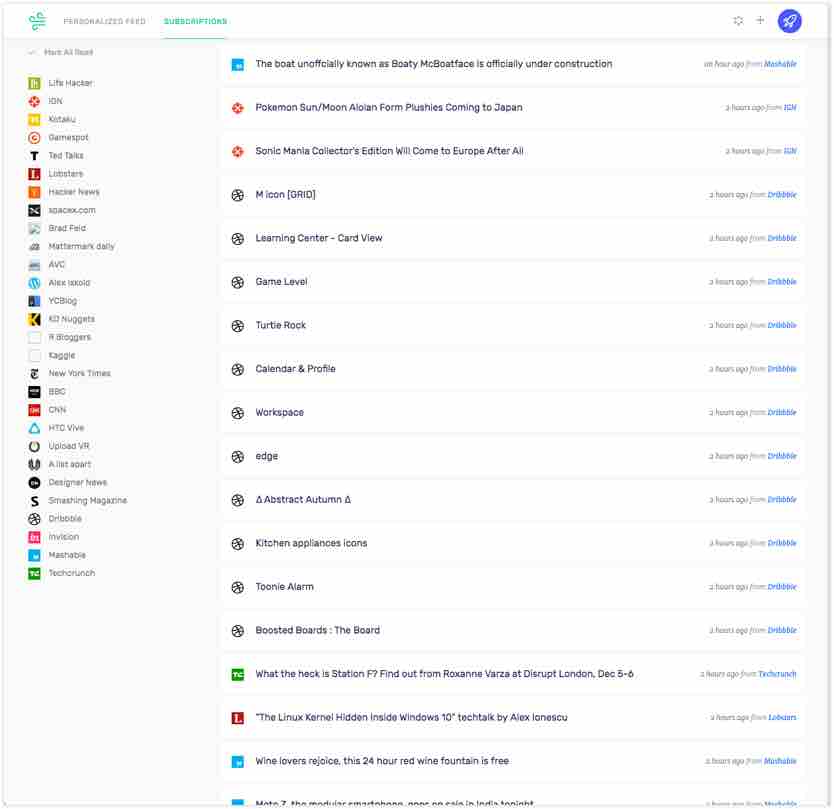 PERSONALIZED FEED
SUBSCRIPTIONS
Mark All Read
Life Hacker
IGN
Kotaku
Gamespot
Ted Talks
Lobsters
Hacker News
spacex.com
Brad Feld
Mattermark daily
AVC
Alex Iskold
YCBlog
KD Nuggets
R Bloggers
Kaggle
New York Times
BBC
CNN
HTC Vive
Upload VR
A list apart
Designer News
Smashing Magazine
Dribbble
Invision
Mashable
Techcrunch
The boat unoffcially known as Boaty McBoatface is officially under construction an hour ago from Mashable
Pokemon Sun/Moon Alolan Form Plushies Coming to Japan 2 hours ago from IGN
Sonic Mania Collector's Edition Will Come to Europe After All 2 hours ago from IGN
M icon [GRID] 2 hours ago from Dribbble
Learning Center - Card View 2 hours ago from Dribbble
Game Level 2 hours ago from Dribbble
Turtle Rock 2 hours ago from Dribbble
Calendar & Profile 2 hours ago from Dribbble
Workspace 2 hours ago from Dribbble
edge 2 hours ago from Dribbble
Δ Abstract Autumn Δ 2 hours ago from Dribbble
Kitchen appliances icons 2 hours ago from Dribbble
Toonie Alarm 2 hours ago from Dribbble
Boosted Boards : The Board 2 hours ago from Dribbble
What the heck is Station F? Find out from Roxanne Varza at Disrupt London, Dec 5-6 2 hours ago from Techcrunch
"The Linux Kernel Hidden Inside Windows 10" techtalk by Alex Ionescu 2 hours ago from Lobsters
Wine lovers rejoice, this 24 hour red wine fountain is free 2 hours ago from Mashable
Moto Z, the modular smartphone, goes on sale in India tonight 2 hours ago from Mashable